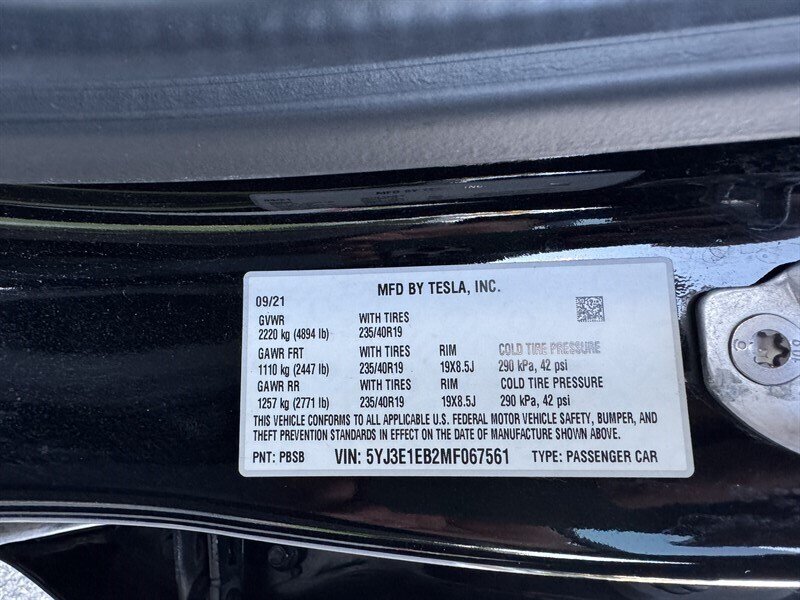 MFD BY TESLA, INC.
09/21
GVWR WITH TIRES
2220 kg (4894 lb) 235/40R19
GAWR FRT WITH TIRES RIM COLD TIRE PRESSURE
1110 kg (2447 lb) 235/40R19 19X8.5J 290 kPa, 42 psi
GAWR RR WITH TIRES RIM COLD TIRE PRESSURE
1257 kg (2771 lb) 235/40R19 19X8.5J 290 kPa, 42 psi
THIS VEHICLE CONFORMS TO ALL APPLICABLE U.S. FEDERAL MOTOR VEHICLE SAFETY, BUMPER, AND
THEFT PREVENTION STANDARDS IN EFFECT ON THE DATE OF MANUFACTURE SHOWN ABOVE.
PNT: PBSB VIN: 5YJ3E1EB2MF067561 TYPE: PASSENGER CAR